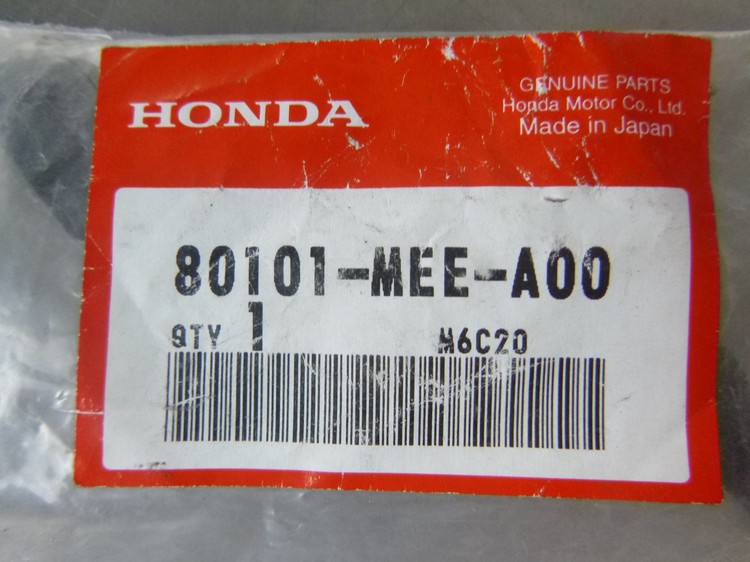 HONDA
GENUINE PARTS
Honda Motor Co., Ltd.
Made in Japan
80101-MEE-A00
QTY 1 M6C20